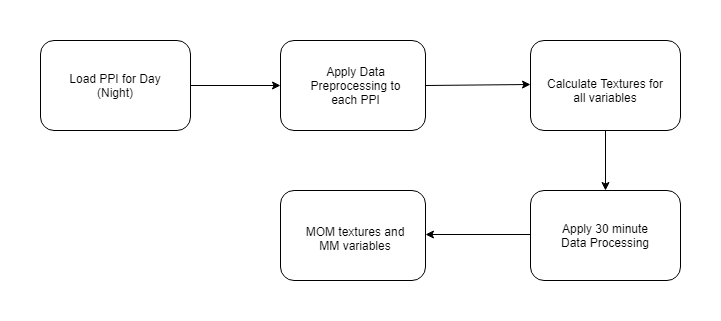 Load PPI for Day
(Night)
Apply Data
Preprocessing to
each PPI
Calculate Textures for
all variables
Apply 30 minute
Data Processing
MOM textures and
MM variables